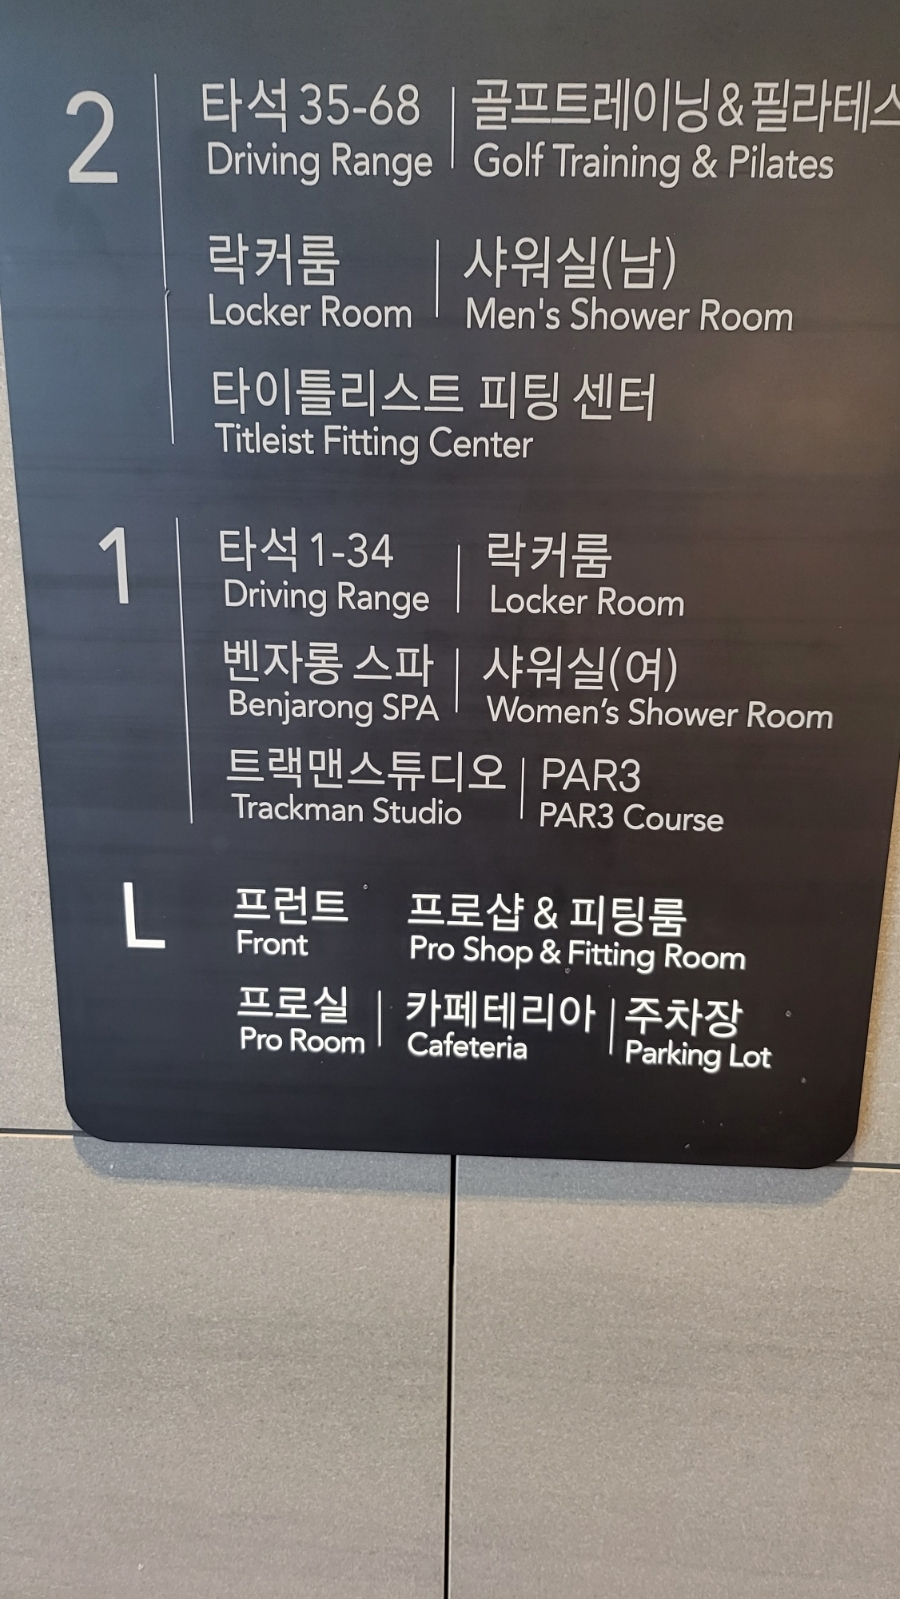 2
타석 35-68 | 골프트레이닝&필라테스
Driving Range | Golf Training & Pilates
락커룸 | 샤워실(남)
Locker Room | Men's Shower Room
타이틀리스트 피팅 센터
Titleist Fitting Center
1
타석 1-34 | 락커룸
Driving Range | Locker Room
벤자롱 스파 | 샤워실(여)
Benjarong SPA | Women's Shower Room
트랙맨스튜디오 | PAR3
Trackman Studio | PAR3 Course
L
프런트 프로샵 & 피팅룸
Front Pro Shop & Fitting Room
프로실 | 카페테리아 | 주차장
Pro Room | Cafeteria | Parking Lot